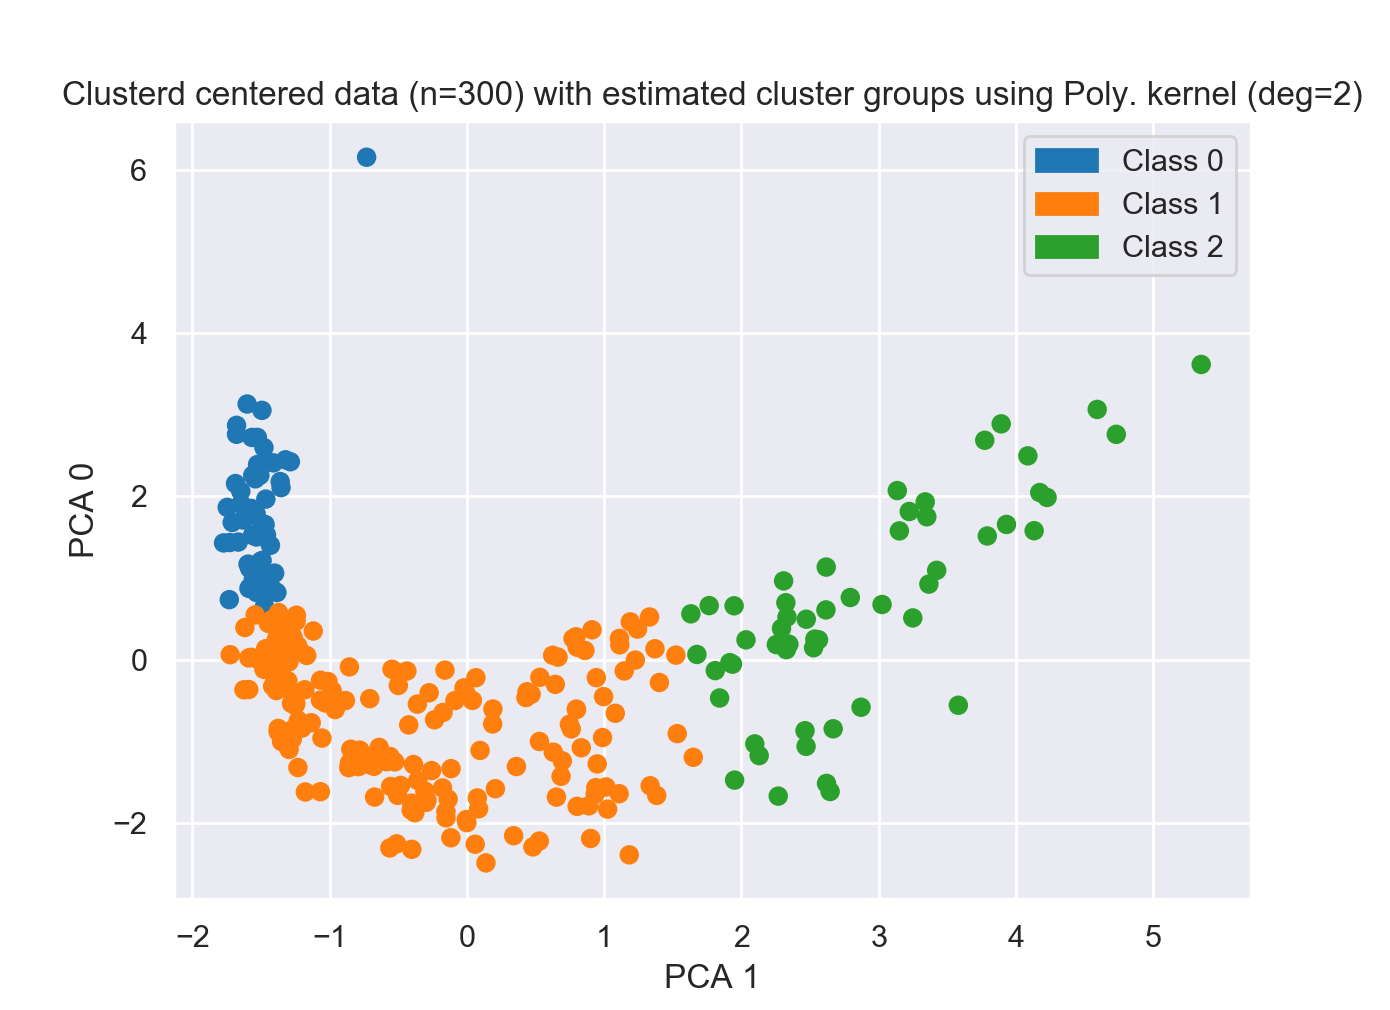 Clusterd centered data (n=300) with estimated cluster groups using Poly. kernel (deg=2)
Class 0
Class 1
Class 2
6
4
2
0
−2
PCA 0
−2 −1 0 1 2 3 4 5
PCA 1